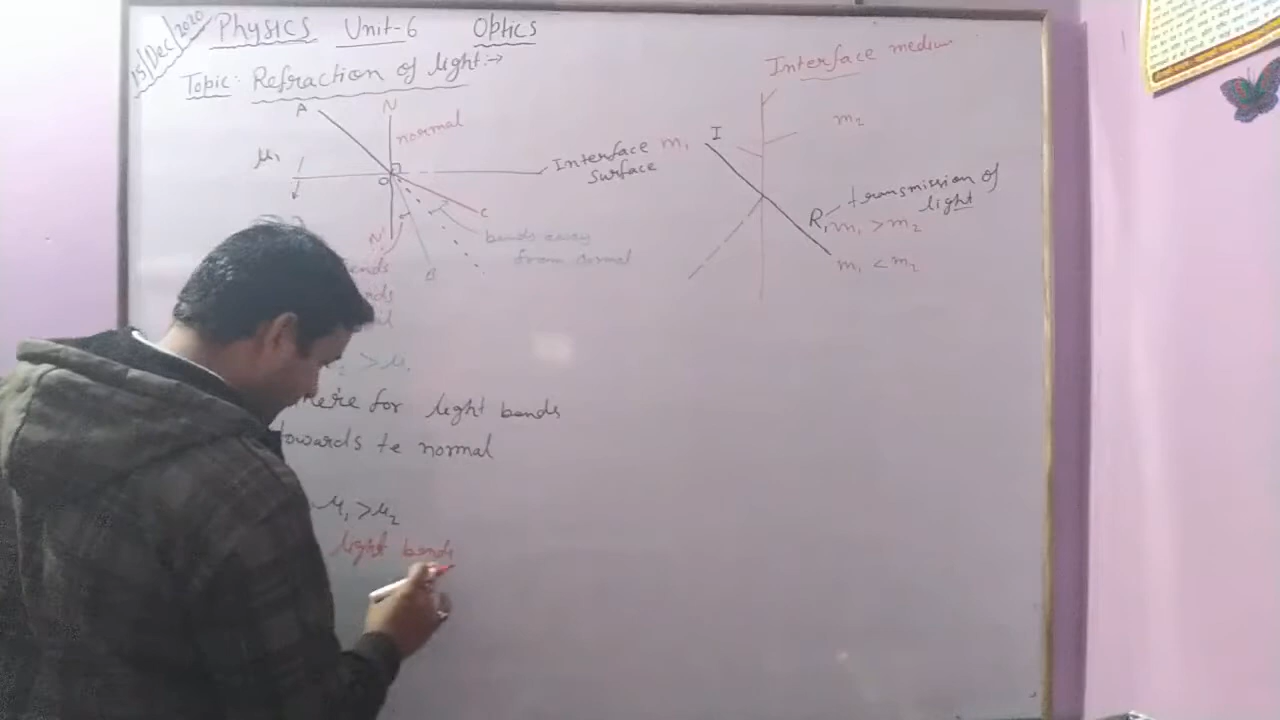 15/Dec/2020
Physics Unit-6 Optics
Topic: Refraction of light:→
A
N
normal
μ₁
O
Interface
Surface
C
N'
B
bends away
from normal
Interface medium
m₁
I
m₂
R₁
transmission of
light
m₁ > m₂
m₁ < m₂
> μ₁
light bends
towards te normal
μ₁ > μ₂
light bends